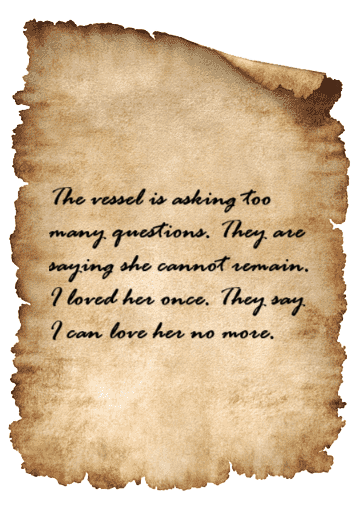 The vessel is asking too
many questions. They are
saying she cannot remain.
I loved her once. They say
I can love her no more.